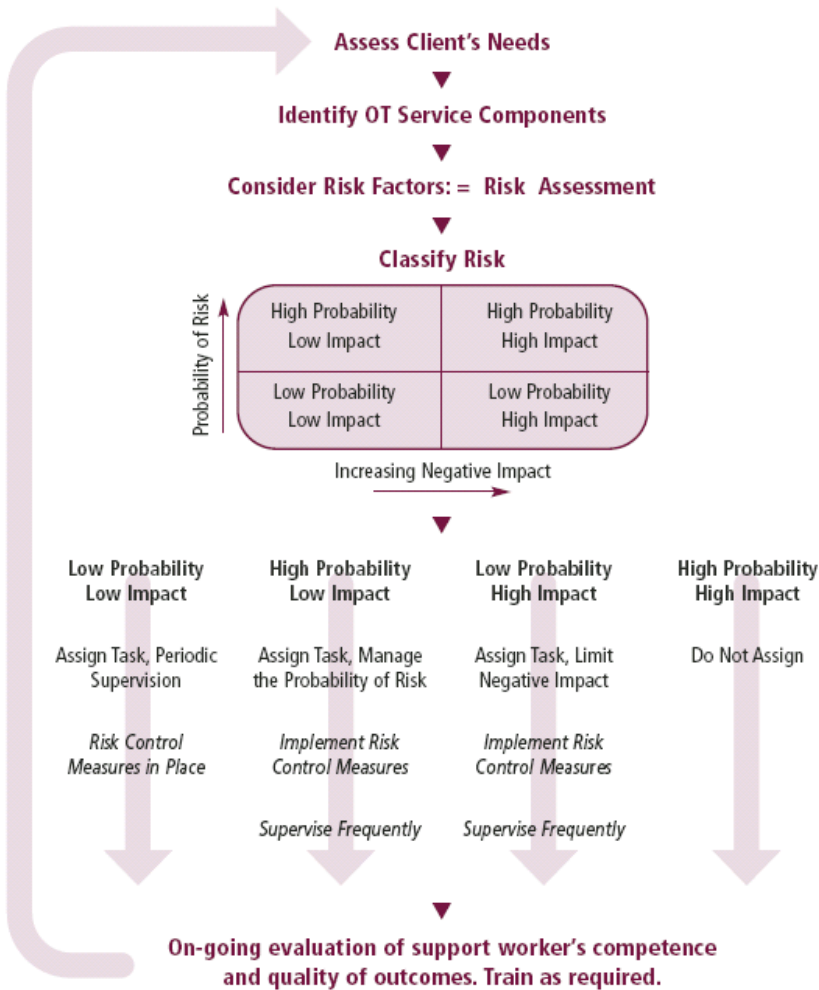 Assess Client's Needs
Identify OT Service Components
Consider Risk Factors: = Risk Assessment
Classify Risk
Probability of Risk
High Probability
Low Impact
High Probability
High Impact
Low Probability
Low Impact
Low Probability
High Impact
Increasing Negative Impact
Low Probability
Low Impact
Assign Task, Periodic
Supervision
Risk Control
Measures in Place
High Probability
Low Impact
Assign Task, Manage
the Probability of Risk
Implement Risk
Control Measures
Supervise Frequently
Low Probability
High Impact
Assign Task, Limit
Negative Impact
Implement Risk
Control Measures
Supervise Frequently
High Probability
High Impact
Do Not Assign
On-going evaluation of support worker's competence
and quality of outcomes. Train as required.